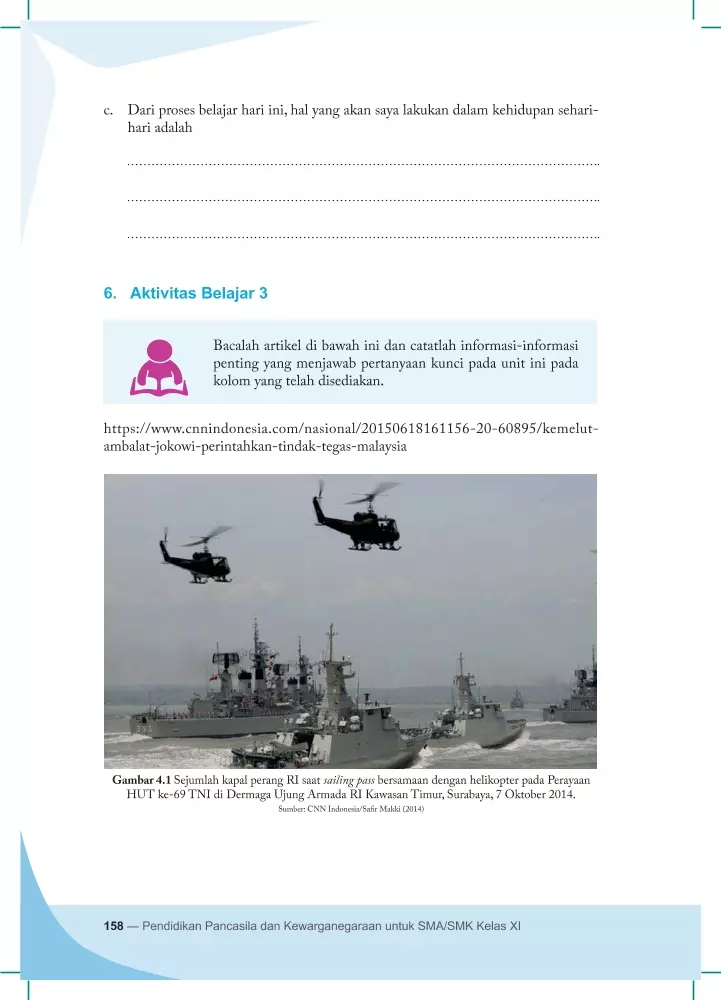 c. Dari proses belajar hari ini, hal yang akan saya lakukan dalam kehidupan sehari-
hari adalah
6. Aktivitas Belajar 3
Bacalah artikel di bawah ini dan catatlah informasi-informasi
penting yang menjawab pertanyaan kunci pada unit ini pada
kolom yang telah disediakan.
https://www.cnnindonesia.com/nasional/20150618161156-20-60895/kemelut-
ambalat-jokowi-perintahkan-tindak-tegas-malaysia
Gambar 4.1 Sejumlah kapal perang RI saat sailing pass bersamaan dengan helikopter pada Perayaan
HUT ke-69 TNI di Dermaga Ujung Armada RI Kawasan Timur, Surabaya, 7 Oktober 2014.
Sumber: CNN Indonesia/Safir Makki (2014)
158 — Pendidikan Pancasila dan Kewarganegaraan untuk SMA/SMK Kelas XI